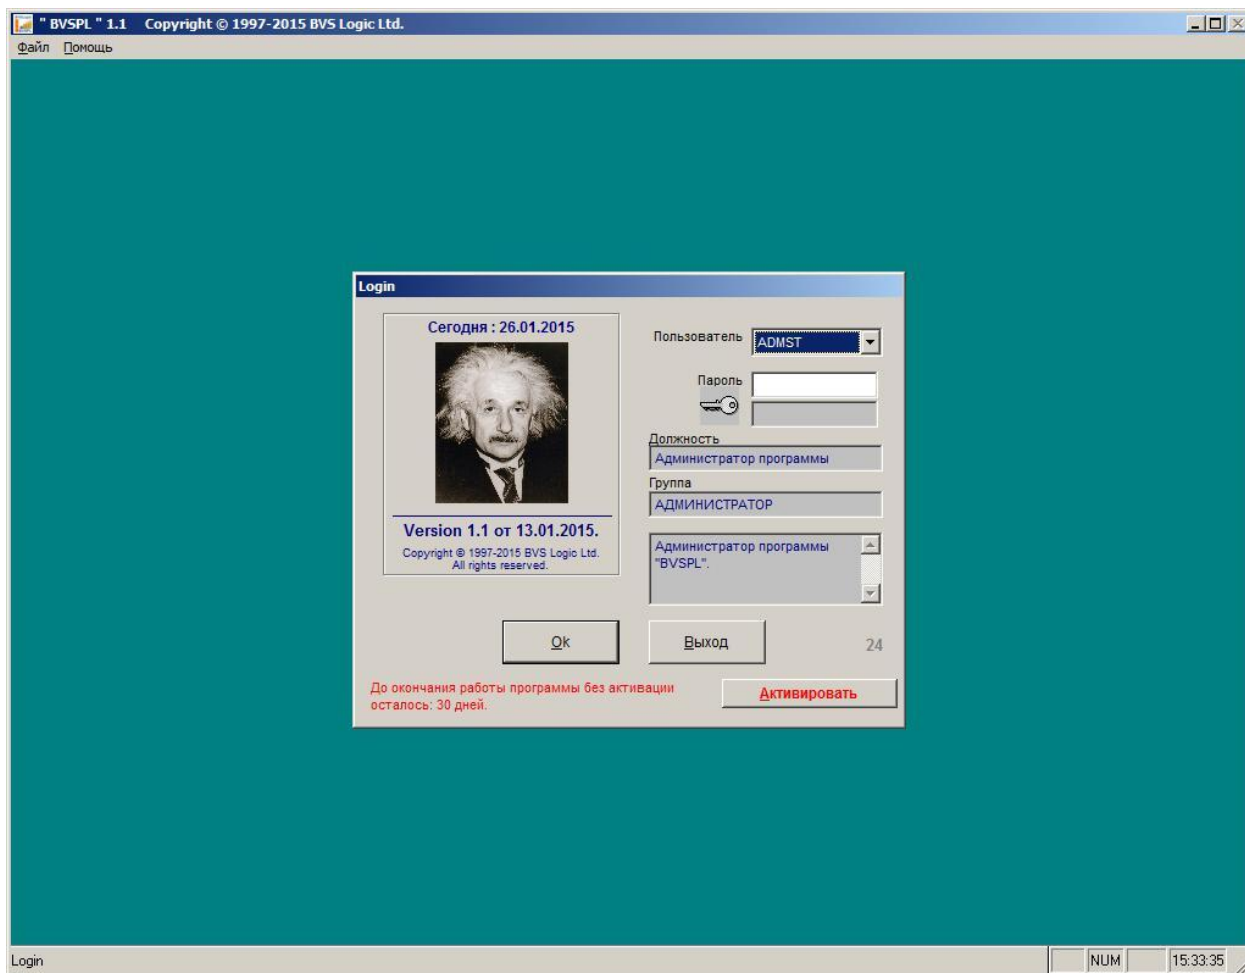 " BVSPL " 1.1 Copyright © 1997-2015 BVS Logic Ltd.
Файл Помощь
Login
Сегодня : 26.01.2015
Version 1.1 от 13.01.2015.
Copyright © 1997-2015 BVS Logic Ltd.
All rights reserved.
Пользователь ADMST
Пароль
Должность
Администратор программы
Группа
АДМИНИСТРАТОР
Администратор программы
"BVSPL".
Ok Выход 24
До окончания работы программы без активации
осталось: 30 дней.
Активировать
Login NUM 15:33:35